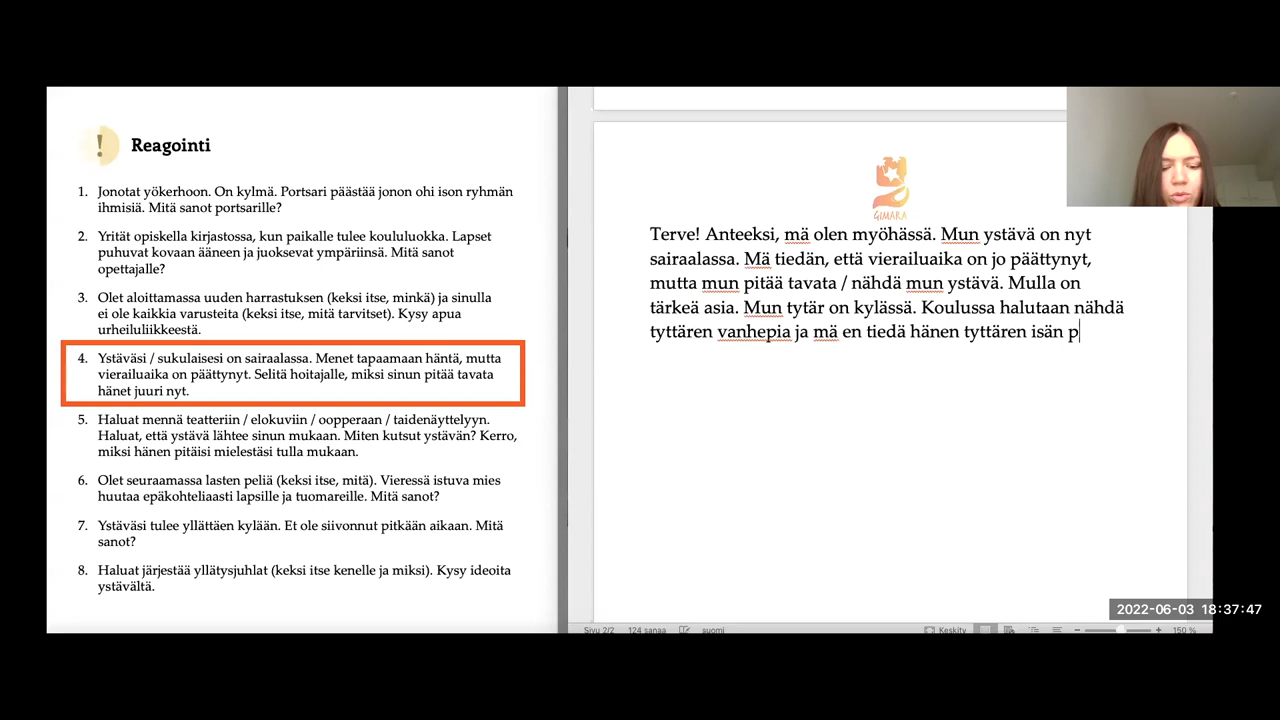 ! Reagointi
1. Jonotat yökerhoon. On kylmä. Portsari päästää jonon ohi ison ryhmän
ihmisiä. Mitä sanot portsarille?
2. Yrität opiskella kirjastossa, kun paikalle tulee koululuokka. Lapset
puhuvat kovaan ääneen ja juoksevat ympäriinsä. Mitä sanot
opettajalle?
3. Olet aloittamassa uuden harrastuksen (keksi itse, minkä) ja sinulla
ei ole kaikkia varusteita (keksi itse, mitä tarvitset). Kysy apua
urheiluliikkeestä.
4. Ystäväsi / sukulaisesi on sairaalassa. Menet tapaamaan häntä, mutta
vierailuaika on päättynyt. Selitä hoitajalle, miksi sinun pitää tavata
hänet juuri nyt.
5. Haluat mennä teatteriin / elokuviin / oopperaan / taidenäyttelyyn.
Haluat, että ystävä lähtee sinun mukaan. Miten kutsut ystävän? Kerro,
miksi hänen pitäisi mielestäsi tulla mukaan.
6. Olet seuraamassa lasten peliä (keksi itse, mitä). Vieressä istuva mies
huutaa epäkohteliaasti lapsille ja tuomareille. Mitä sanot?
7. Ystäväsi tulee yllättäen kylään. Et ole siivonnut pitkään aikaan. Mitä
sanot?
8. Haluat järjestää yllätysjuhlat (keksi itse kenelle ja miksi). Kysy ideoita
ystävältä.
GIMARA
Terve! Anteeksi, mä olen myöhässä. Mun ystävä on nyt
sairaalassa. Mä tiedän, että vierailuaika on jo päättynyt,
mutta mun pitää tavata / nähdä mun ystävä. Mulla on
tärkeä asia. Mun tytär on kylässä. Koulussa halutaan nähdä
tyttären vanhepia ja mä en tiedä hänen tyttären isän p
2022-06-03 18:37:47
Sivu 2/2 124 sanaa suomi Keskity 150 %